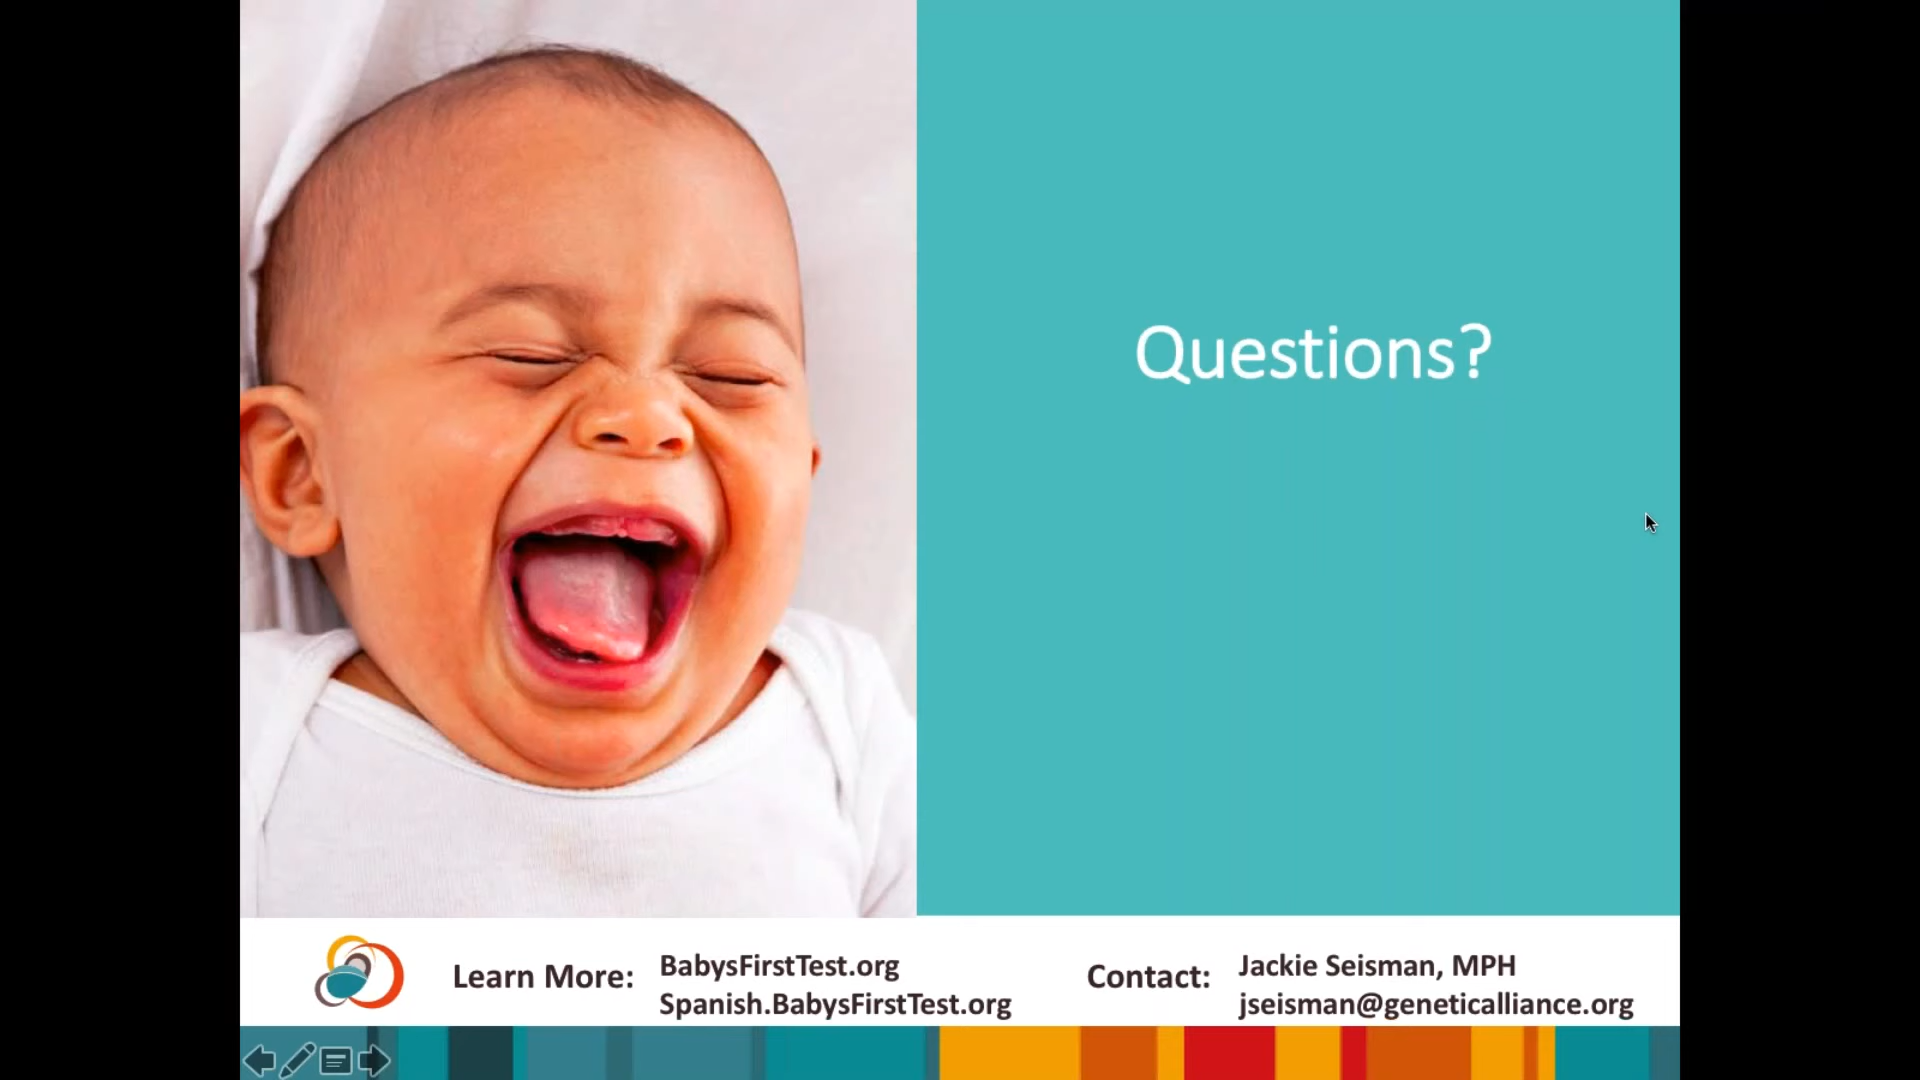 Questions?
Learn More:
BabysFirstTest.org
Spanish.BabysFirstTest.org
Contact:
Jackie Seisman, MPH
jseisman@geneticalliance.org